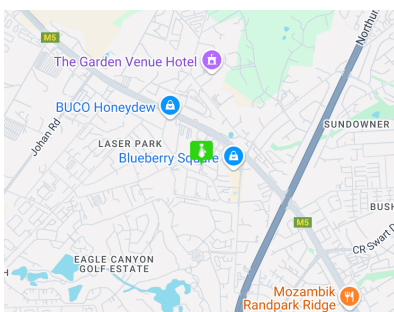 M5
The Garden Venue Hotel
Northum
BUCO Honeydew
SUNDOWNER
Johan Rd
LASER PARK
Blueberry Square
BUSH
M5
CR Swart D
EAGLE CANYON
GOLF ESTATE
H
Mozambik
Randpark Ridge